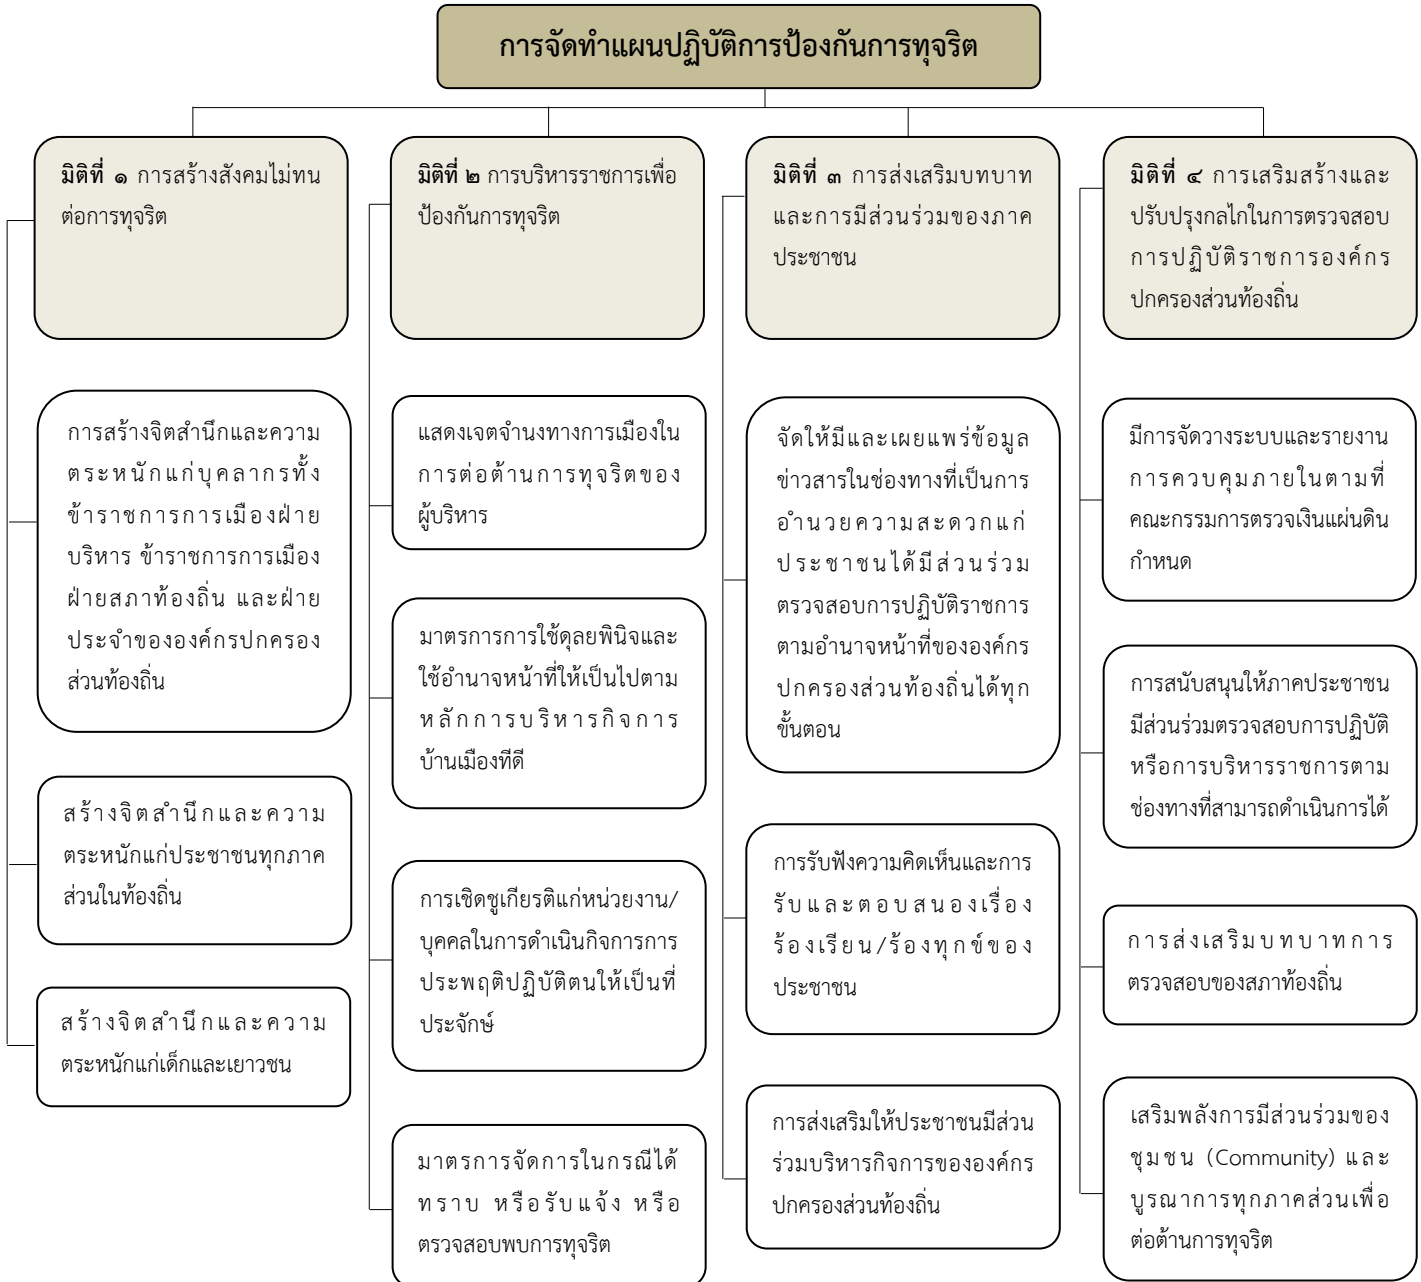 การจัดทำแผนปฏิบัติการป้องกันการทุจริต
มิติที่ ๑ การสร้างสังคมไม่ทน
ต่อการทุจริต
การสร้างจิตสำนึกและความ
ตระหนักแก่บุคลากรทั้ง
ข้าราชการการเมืองฝ่าย
บริหาร ข้าราชการการเมือง
ฝ่ายสภาท้องถิ่น และฝ่าย
ประจำขององค์กรปกครอง
ส่วนท้องถิ่น
สร้างจิตสำนึกและความ
ตระหนักแก่ประชาชนทุกภาค
ส่วนในท้องถิ่น
สร้างจิตสำนึกและความ
ตระหนักแก่เด็กและเยาวชน
มิติที่ ๒ การบริหารราชการเพื่อ
ป้องกันการทุจริต
แสดงเจตจำนงทางการเมืองใน
การต่อต้านการทุจริตของ
ผู้บริหาร
มาตรการการใช้ดุลยพินิจและ
ใช้อำนาจหน้าที่ให้เป็นไปตาม
หลักการบริหารกิจการ
บ้านเมืองทีดี
การเชิดชูเกียรติแก่หน่วยงาน/
บุคคลในการดำเนินกิจการการ
ประพฤติปฏิบัติตนให้เป็นที่
ประจักษ์
มาตรการจัดการในกรณีได้
ทราบ หรือรับแจ้ง หรือ
ตรวจสอบพบการทุจริต
มิติที่ ๓ การส่งเสริมบทบาท
และการมีส่วนร่วมของภาค
ประชาชน
จัดให้มีและเผยแพร่ข้อมูล
ข่าวสารในช่องทางที่เป็นการ
อำนวยความสะดวกแก่
ประชาชนได้มีส่วนร่วม
ตรวจสอบการปฏิบัติราชการ
ตามอำนาจหน้าที่ขององค์กร
ปกครองส่วนท้องถิ่นได้ทุก
ขั้นตอน
การรับฟังความคิดเห็นและการ
รับและตอบสนองเรื่อง
ร้องเรียน/ร้องทุกข์ของ
ประชาชน
การส่งเสริมให้ประชาชนมีส่วน
ร่วมบริหารกิจการขององค์กร
ปกครองส่วนท้องถิ่น
มิติที่ ๔ การเสริมสร้างและ
ปรับปรุงกลไกในการตรวจสอบ
การปฏิบัติราชการองค์กร
ปกครองส่วนท้องถิ่น
มีการจัดวางระบบและรายงาน
การควบคุมภายในตามที่
คณะกรรมการตรวจเงินแผ่นดิน
กำหนด
การสนับสนุนให้ภาคประชาชน
มีส่วนร่วมตรวจสอบการปฏิบัติ
หรือการบริหารราชการตาม
ช่องทางที่สามารถดำเนินการได้
การส่งเสริมบทบาทการ
ตรวจสอบของสภาท้องถิ่น
เสริมพลังการมีส่วนร่วมของ
ชุมชน (Community) และ
บูรณาการทุกภาคส่วนเพื่อ
ต่อต้านการทุจริต